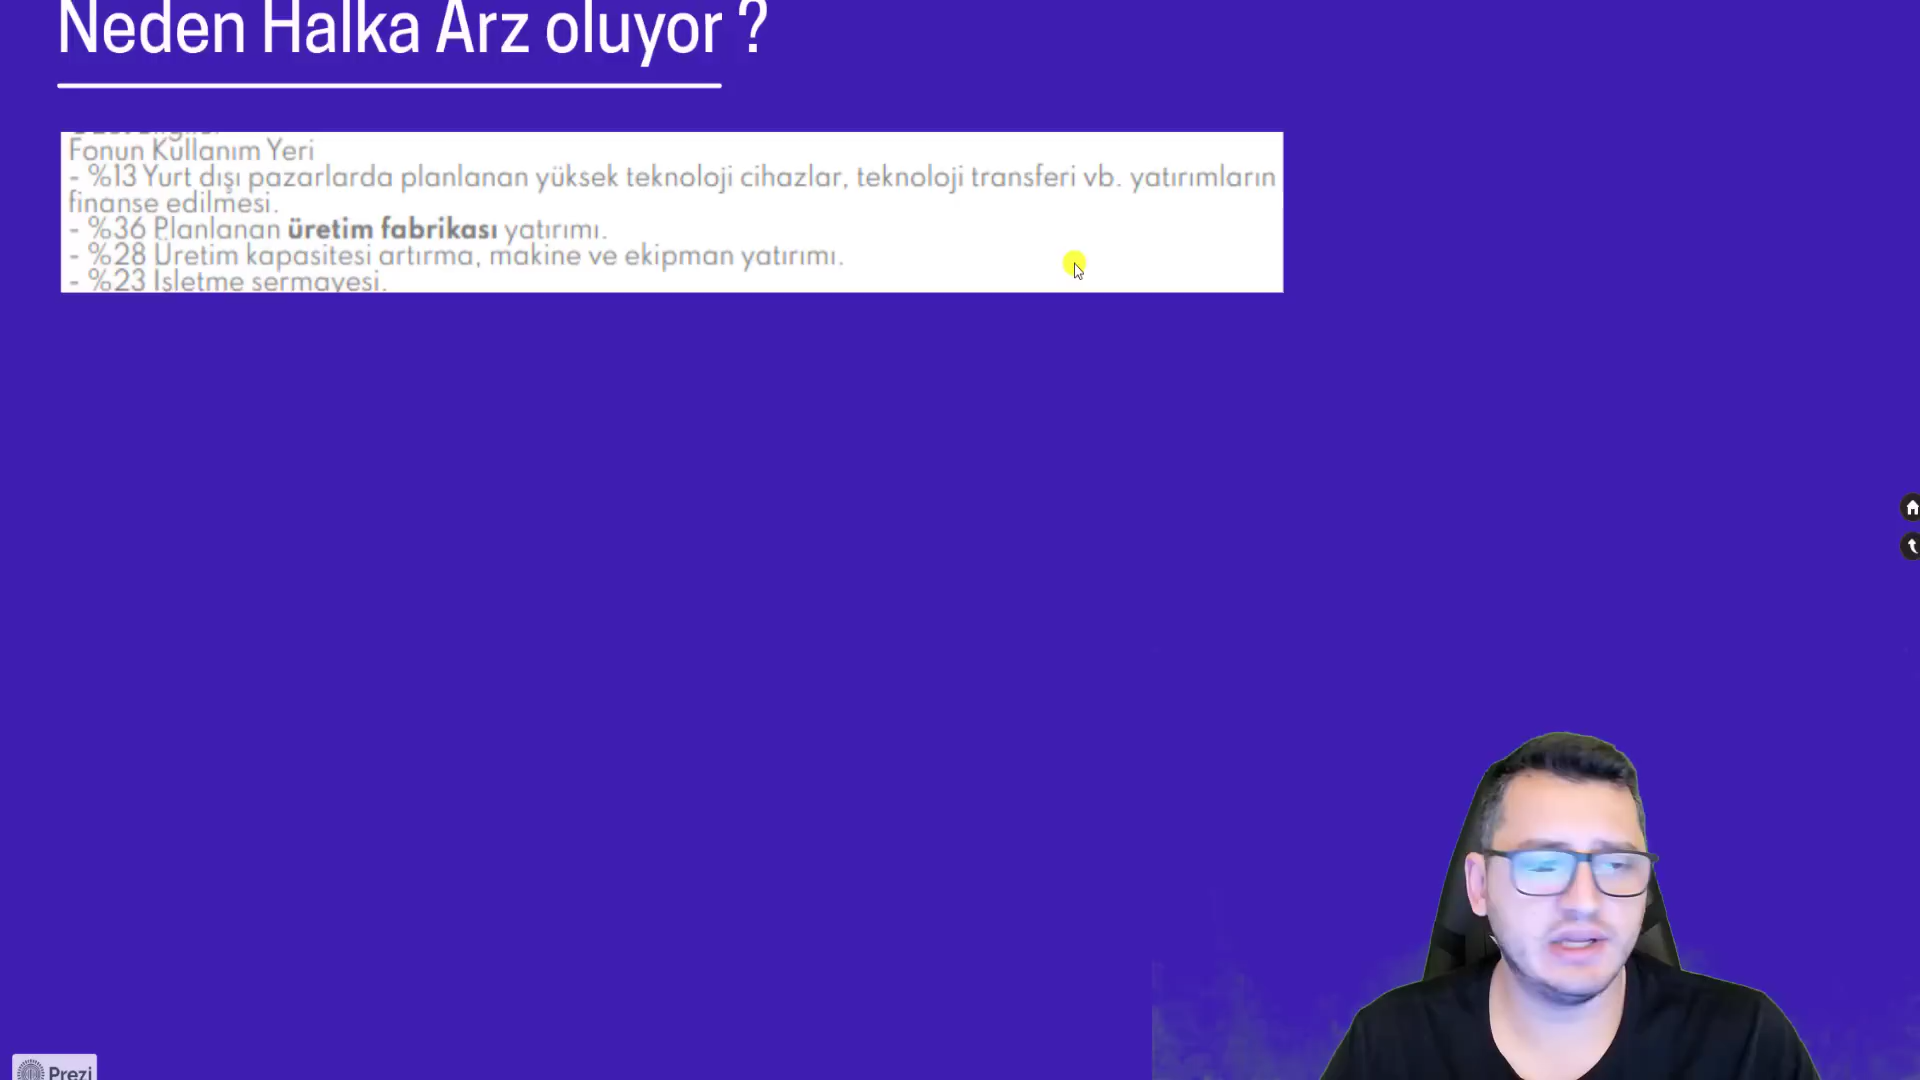 Neden Halka Arz oluyor ?
Fonun Kullanım Yeri
- %13 Yurt dışı pazarlarda planlanan yüksek teknoloji cihazlar, teknoloji transferi vb. yatırımların
finanse edilmesi.
- %36 Planlanan üretim fabrikası yatırımı.
- %28 Üretim kapasitesi artırma, makine ve ekipman yatırımı.
- %23 İşletme sermayesi.
Prezi